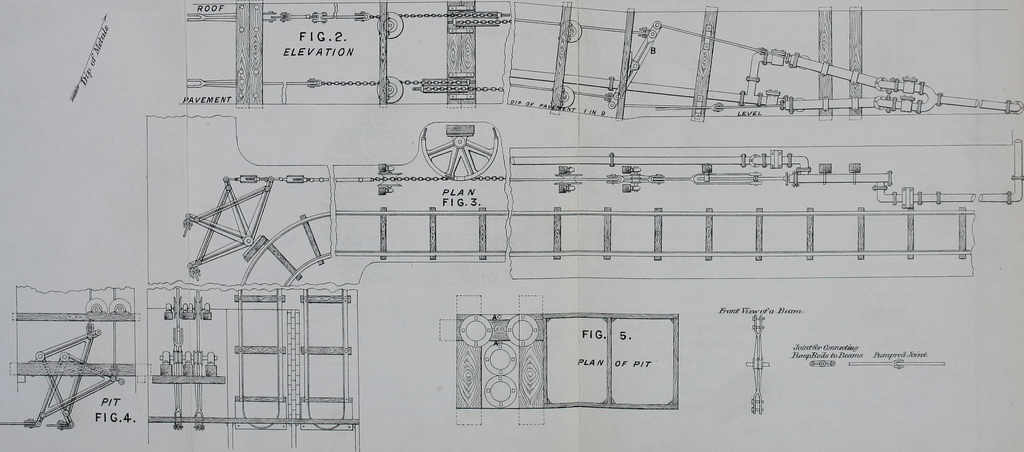 ROOF
FIG. 2.
ELEVATION
PAVEMENT
Dip of Metals
B
DIP OF PAVEMENT 1 IN 9
LEVEL
PLAN
FIG. 3.
PIT
FIG. 4.
A
A
FIG. 5.
PLAN OF PIT
Front View of a Beam.
Joint for Connecting
Pump Rods to Beams.
Pumprod Joint.